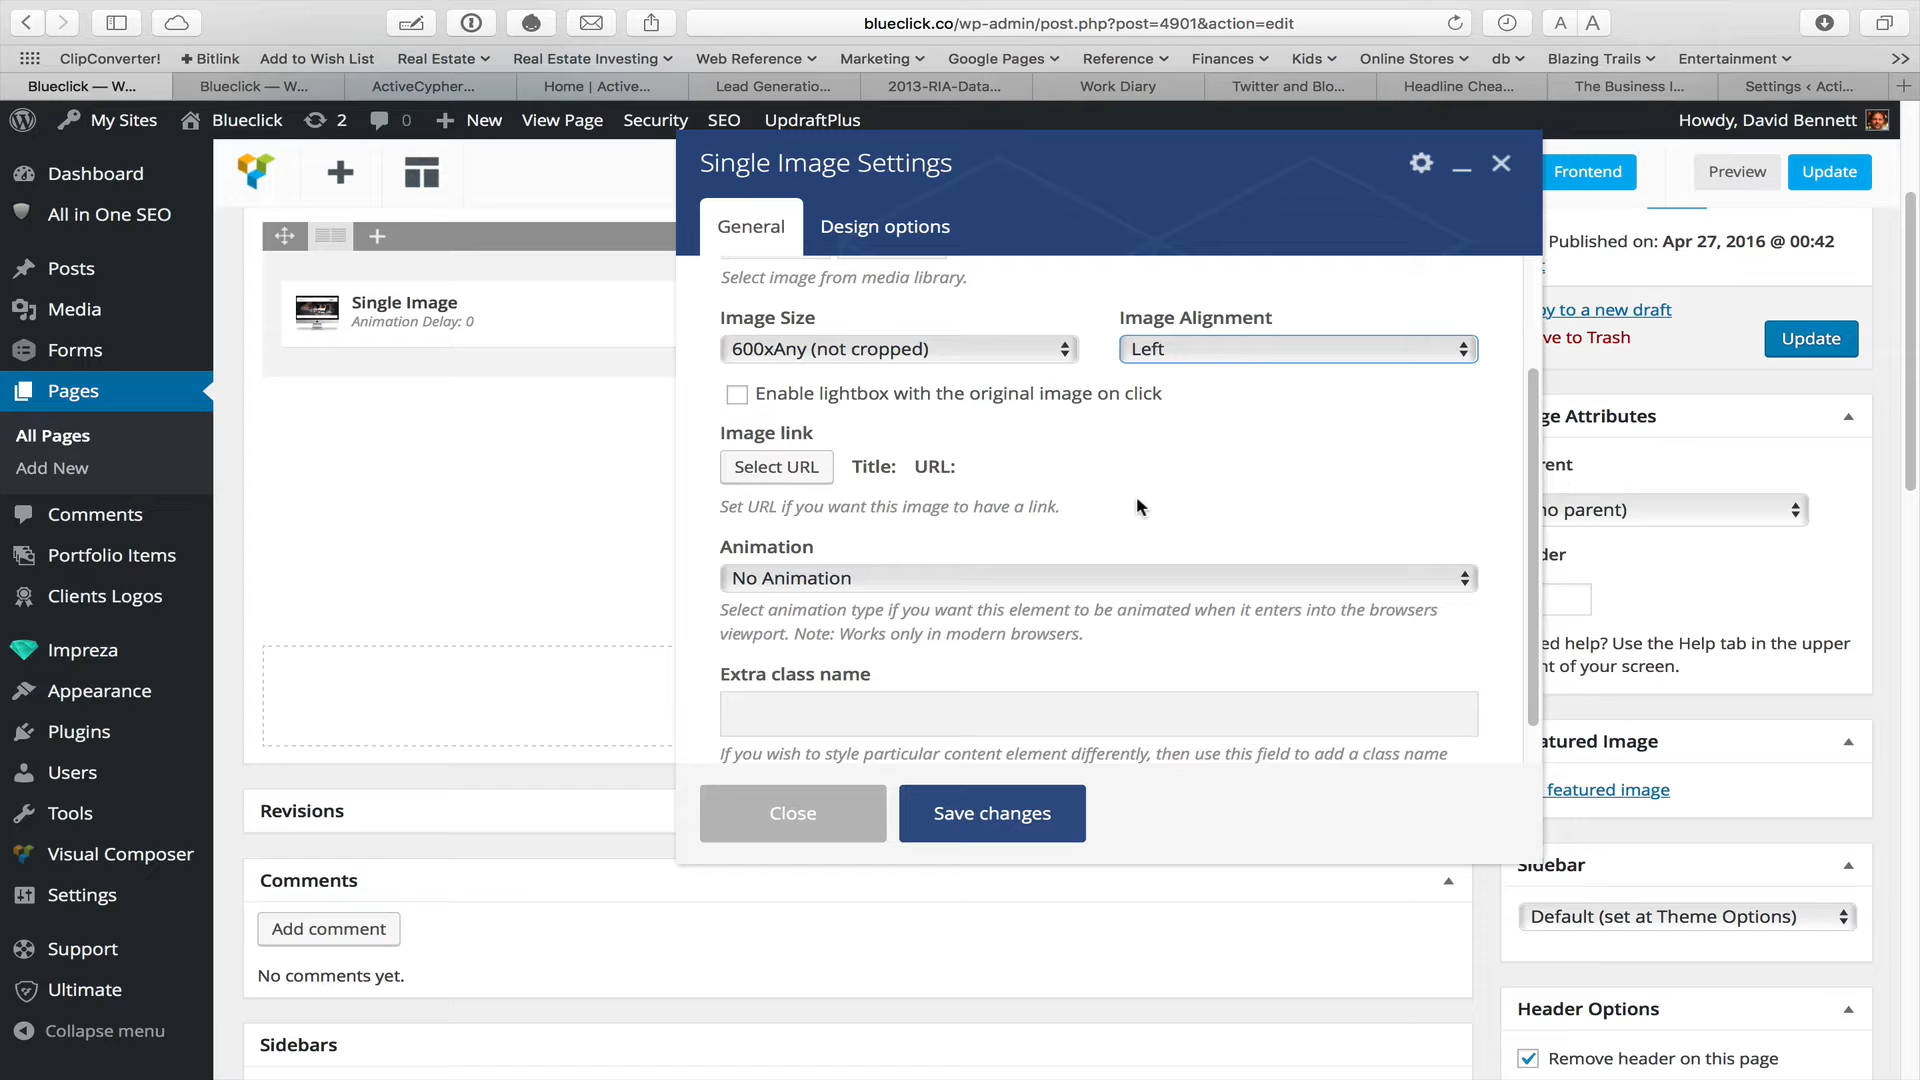 blueclick.co/wp-admin/post.php?post=4901&action=edit
A A
ClipConverter! Bitlink Add to Wish List Real Estate Real Estate Investing Web Reference Marketing Google Pages Reference Finances Kids Online Stores db Blazing Trails Entertainment
Blueclick — W... Blueclick — W... ActiveCypher... Home | Active... Lead Generatio... 2013-RIA-Data... Work Diary Twitter and Blo... Headline Chea... The Business I... Settings ‹ Acti...
My Sites Blueclick 2 0 New View Page Security SEO UpdraftPlus Howdy, David Bennett
Dashboard
All in One SEO
Posts
Media
Forms
Pages
All Pages
Add New
Comments
Portfolio Items
Clients Logos
Impreza
Appearance
Plugins
Users
Tools
Visual Composer
Settings
Support
Ultimate
Collapse menu
Single Image
Animation Delay: 0
Revisions
Comments
Add comment
No comments yet.
Sidebars
Single Image Settings
General Design options
Select image from media library.
Image Size Image Alignment
600xAny (not cropped) Left
Enable lightbox with the original image on click
Image link
Select URL Title: URL:
Set URL if you want this image to have a link.
Animation
No Animation
Select animation type if you want this element to be animated when it enters into the browsers
viewport. Note: Works only in modern browsers.
Extra class name
If you wish to style particular content element differently, then use this field to add a class name
Close Save changes
Frontend Preview Update
Published on: Apr 27, 2016 @ 00:42
y to a new draft
ve to Trash
Update
ge Attributes
ent
no parent)
der
ed help? Use the Help tab in the upper
t of your screen.
atured Image
featured image
Sidebar
Default (set at Theme Options)
Header Options
Remove header on this page